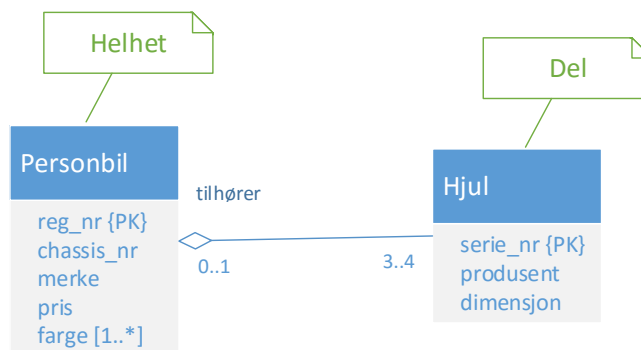 Helhet
Del
Personbil
reg_nr {PK}
chassis_nr
merke
pris
farge [1..*]
tilhører
0..1
3..4
Hjul
serie_nr {PK}
produsent
dimensjon